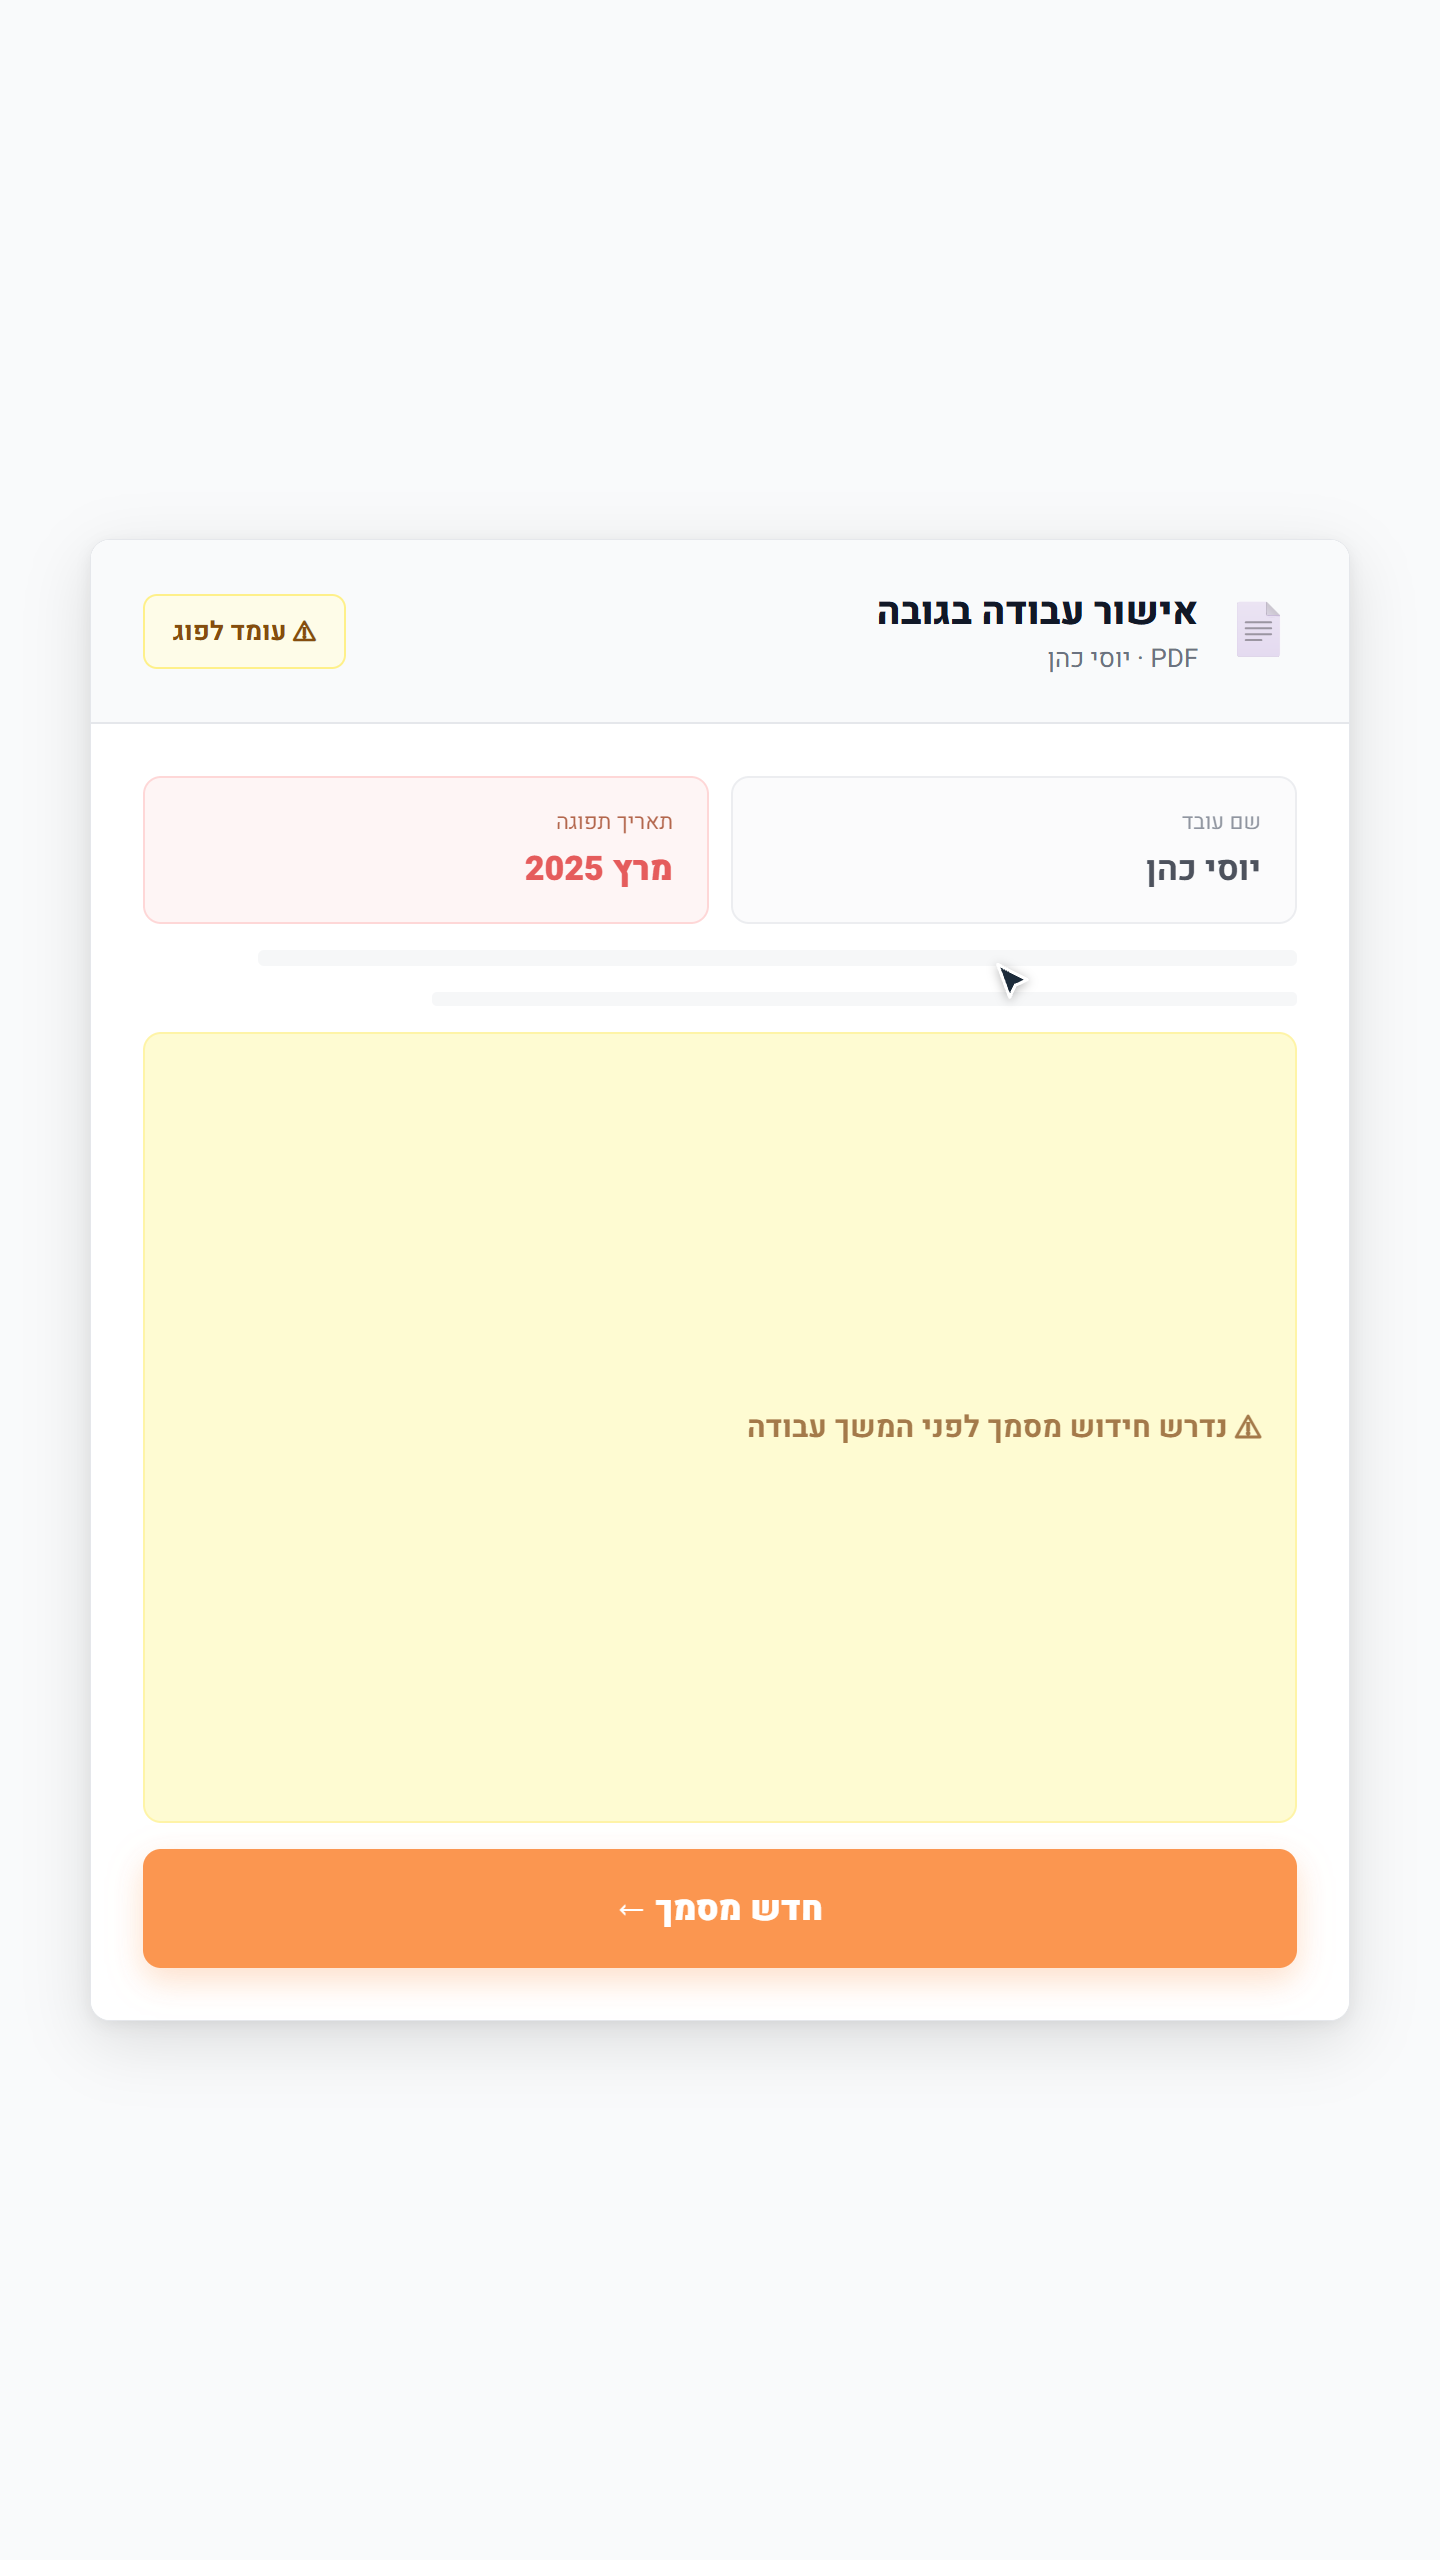 אישור עבודה בגובה
PDF · יוסי כהן
⚠ עומד לפוג
שם עובד
יוסי כהן
תאריך תפוגה
מרץ 2025
⚠ נדרש חידוש מסמך לפני המשך עבודה
חדש מסמך ←